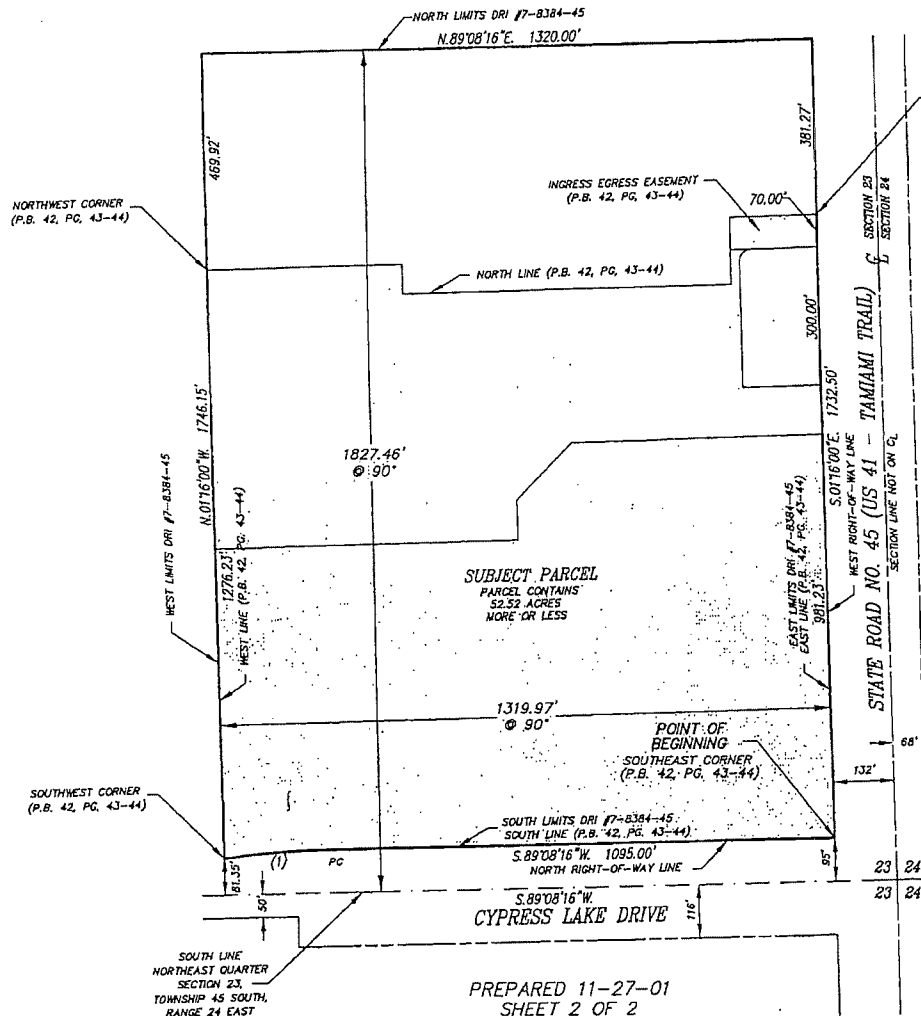 NORTH LIMITS DRI #7-8384-45
N.89°08'16"E. 1320.00'
469.92'
381.27'
NORTHWEST CORNER
(P.B. 42, PG, 43-44)
INGRESS EGRESS EASEMENT
(P.B. 42, PG, 43-44)
70.00'
NORTH LINE (P.B. 42, PG, 43-44)
300.00'
SECTION 23
SECTION 24
STATE ROAD NO. 45 (US 41 - TAMIAMI TRAIL)
SECTION LINE NOT ON CL
WEST RIGHT-OF-WAY LINE
S.01°16'00"E. 1732.50'
EAST LIMITS DRI #7-8384-45
EAST LINE (P.B. 42, PG. 43-44)
981.23'
N.01°16'00"W. 1746.15'
WEST LIMITS DRI #7-8384-45
1276.23'
WEST LINE (P.B. 42, PG. 43-44)
1827.46'
@ 90°
SUBJECT PARCEL
PARCEL CONTAINS
52.52 ACRES
MORE OR LESS
1319.97'
@ 90°
POINT OF
BEGINNING
SOUTHEAST CORNER
(P.B. 42, PG, 43-44)
68'
132'
SOUTHWEST CORNER
(P.B. 42, PG, 43-44)
SOUTH LIMITS DRI #7-8384-45
SOUTH LINE (P.B. 42, PG. 43-44)
(1)
PC
S.89°08'16"W. 1095.00'
NORTH RIGHT-OF-WAY LINE
81.35'
95'
23 24
23 24
50'
S.89°08'16"W.
CYPRESS LAKE DRIVE
116'
SOUTH LINE
NORTHEAST QUARTER
SECTION 23,
TOWNSHIP 45 SOUTH,
RANGE 24 EAST
PREPARED 11-27-01
SHEET 2 OF 2